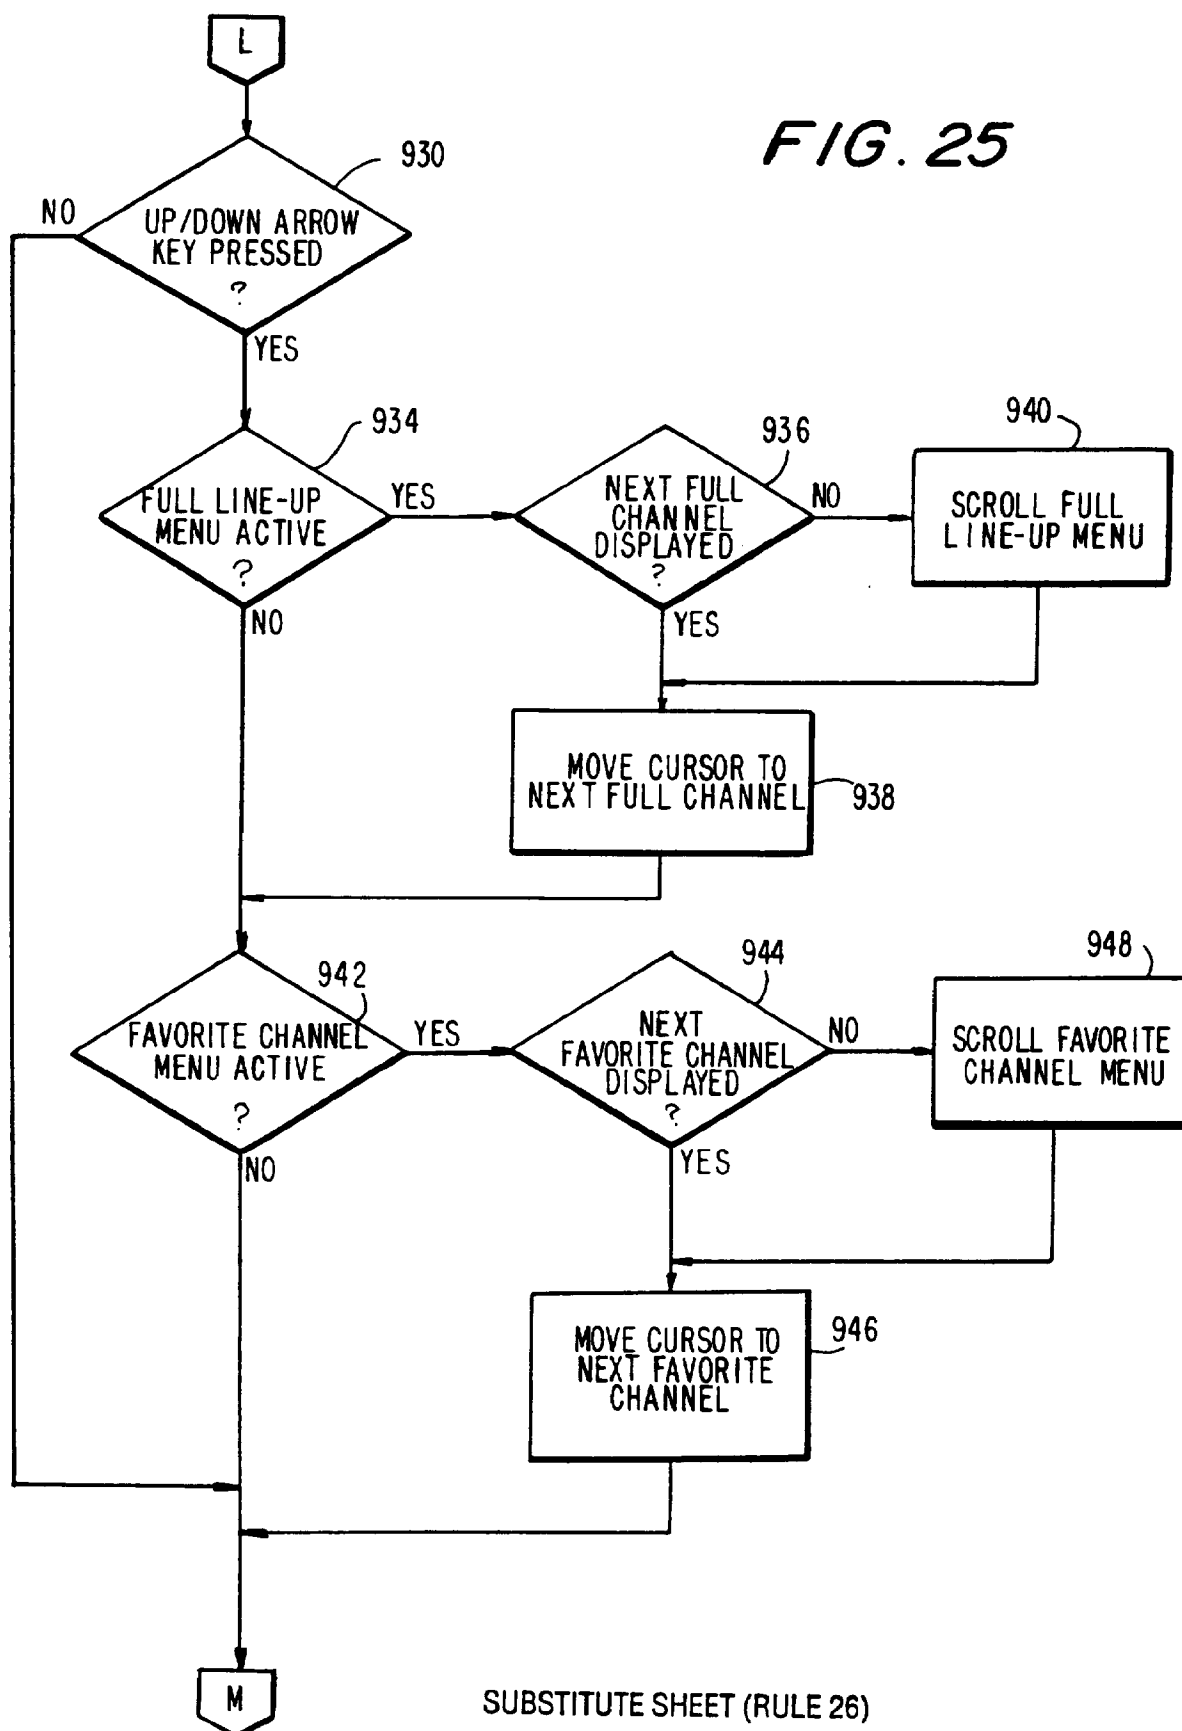 L
FIG. 25
930
NO
UP/DOWN ARROW
KEY PRESSED
?
YES
934
FULL LINE-UP
MENU ACTIVE
?
YES
NO
936
NEXT FULL
CHANNEL
DISPLAYED
?
NO
YES
940
SCROLL FULL
LINE-UP MENU
MOVE CURSOR TO
NEXT FULL CHANNEL
938
942
FAVORITE CHANNEL
MENU ACTIVE
?
YES
NO
944
NEXT
FAVORITE CHANNEL
DISPLAYED
?
NO
YES
948
SCROLL FAVORITE
CHANNEL MENU
MOVE CURSOR TO
NEXT FAVORITE
CHANNEL
946
M
SUBSTITUTE SHEET (RULE 26)